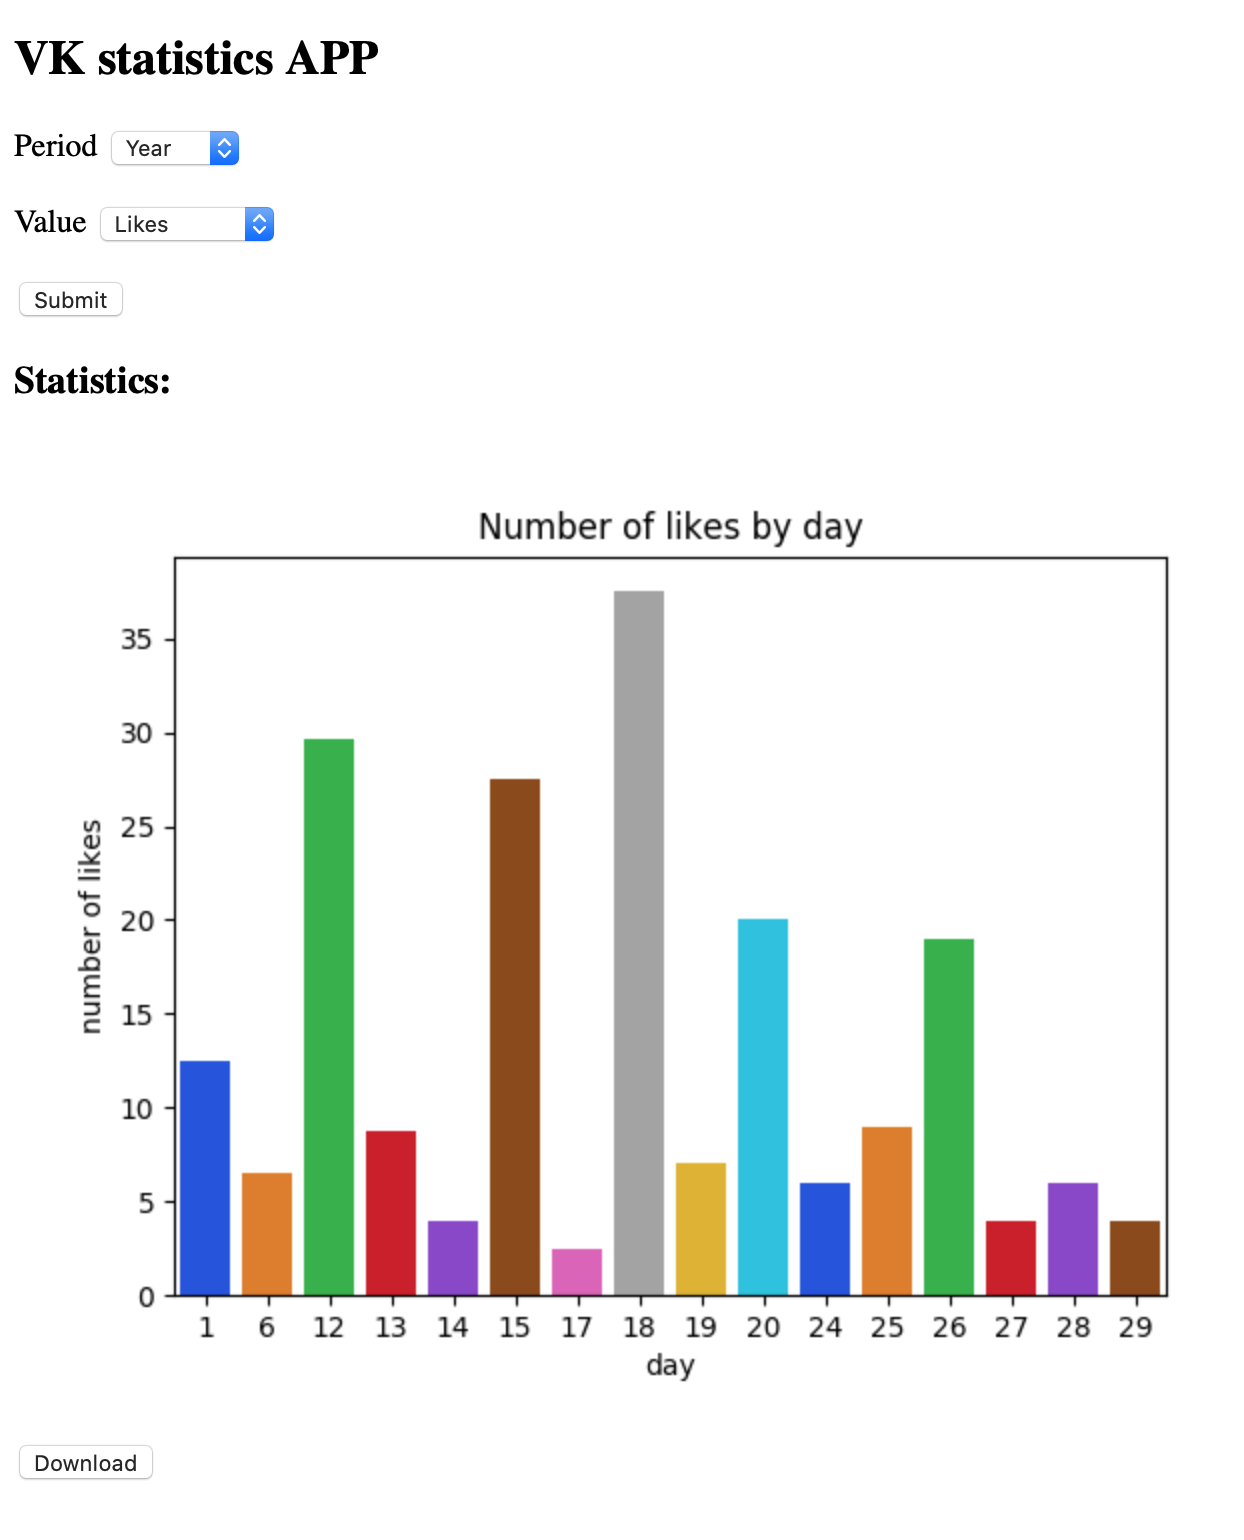 VK statistics APP
Period Year
Value Likes
Submit
Statistics:
Number of likes by day
35
30
25
20
15
10
5
0
number of likes
1 6 12 13 14 15 17 18 19 20 24 25 26 27 28 29
day
Download